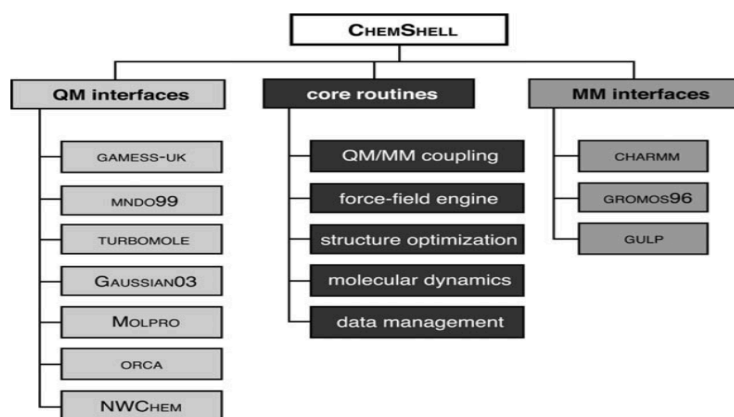 CHEMSHELL
QM interfaces
GAMESS-UK
MNDO99
TURBOMOLE
GAUSSIAN03
MOLPRO
ORCA
NWCHEM
core routines
QM/MM coupling
force-field engine
structure optimization
molecular dynamics
data management
MM interfaces
CHARMM
GROMOS96
GULP